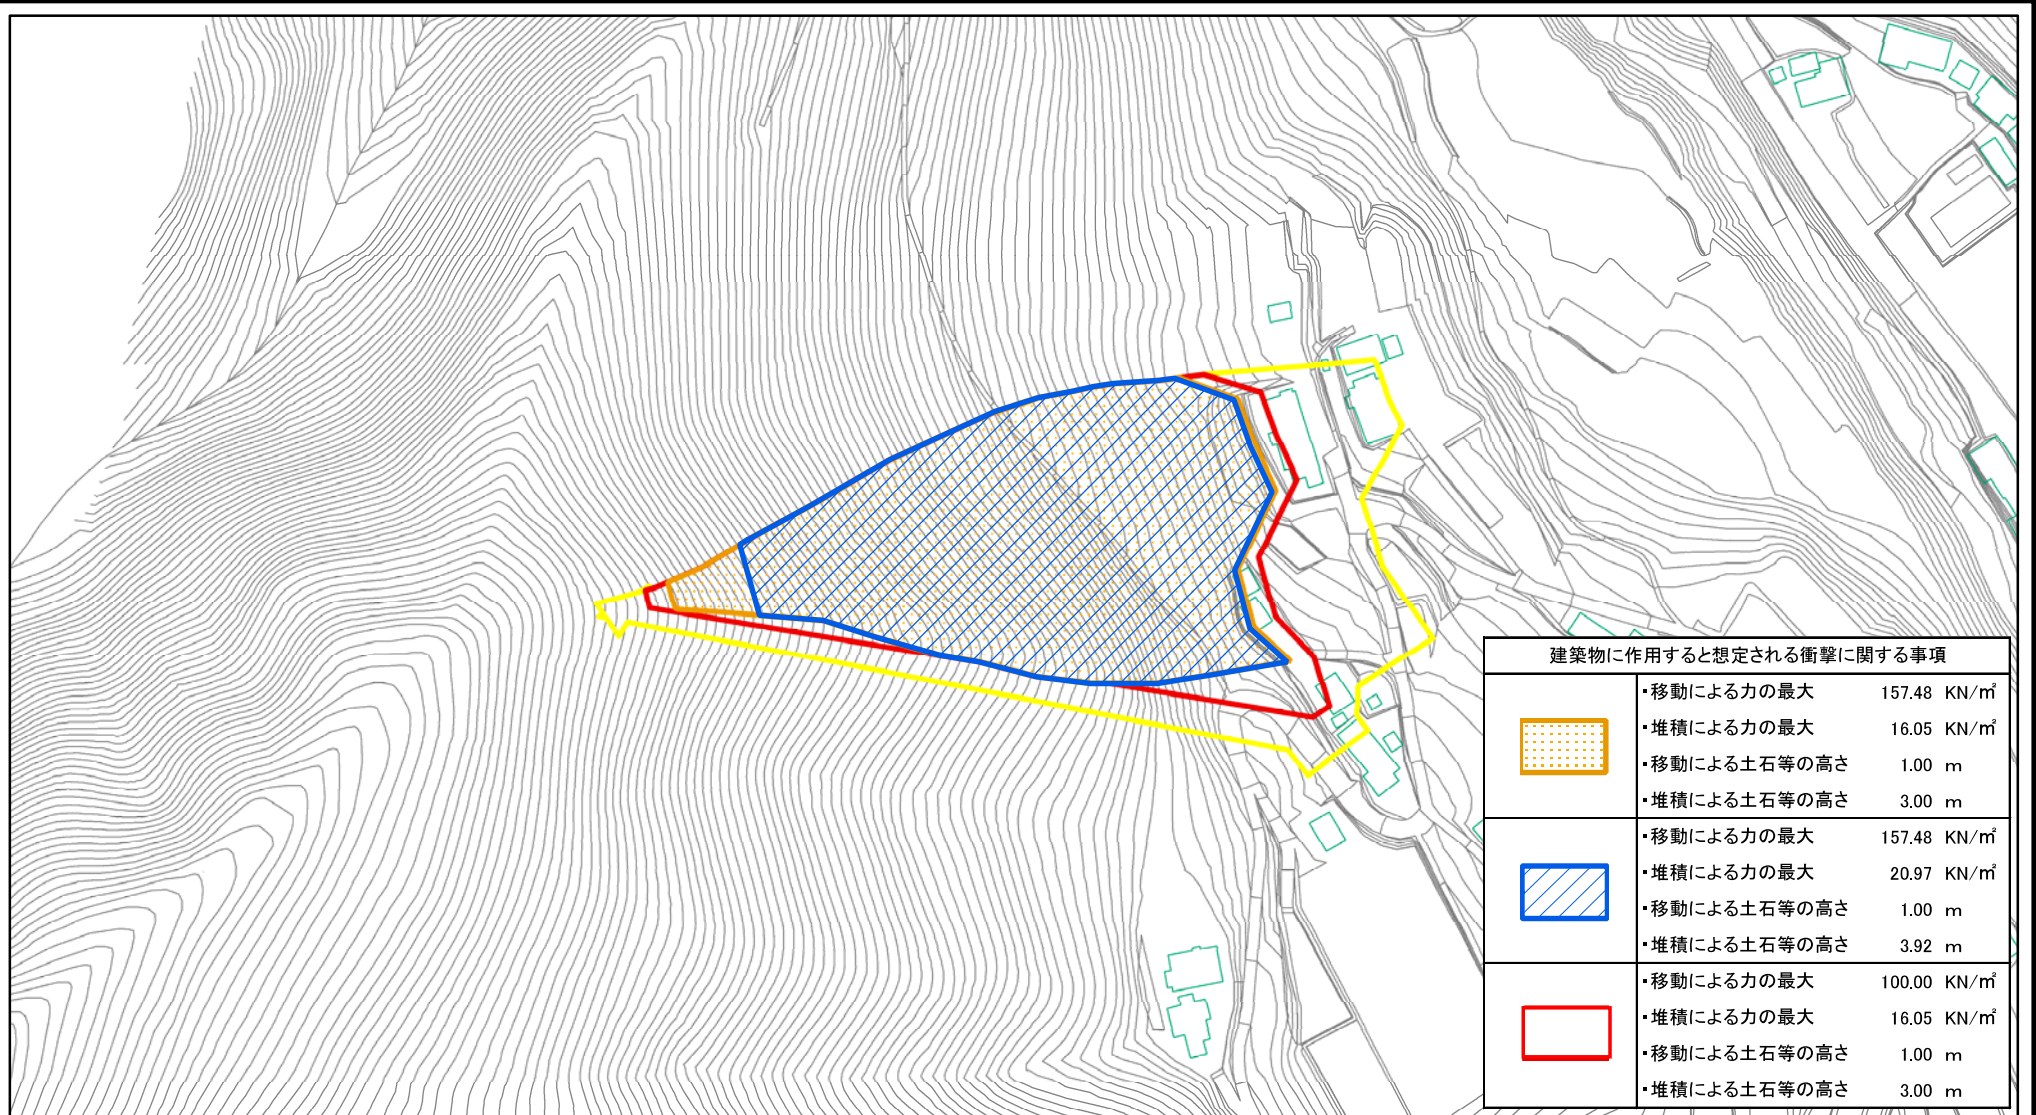 建築物に作用すると想定される衝撃に関する事項
・移動による力の最大 157.48 KN/㎡
・堆積による力の最大 16.05 KN/㎡
・移動による土石等の高さ 1.00 m
・堆積による土石等の高さ 3.00 m
・移動による力の最大 157.48 KN/㎡
・堆積による力の最大 20.97 KN/㎡
・移動による土石等の高さ 1.00 m
・堆積による土石等の高さ 3.92 m
・移動による力の最大 100.00 KN/㎡
・堆積による力の最大 16.05 KN/㎡
・移動による土石等の高さ 1.00 m
・堆積による土石等の高さ 3.00 m